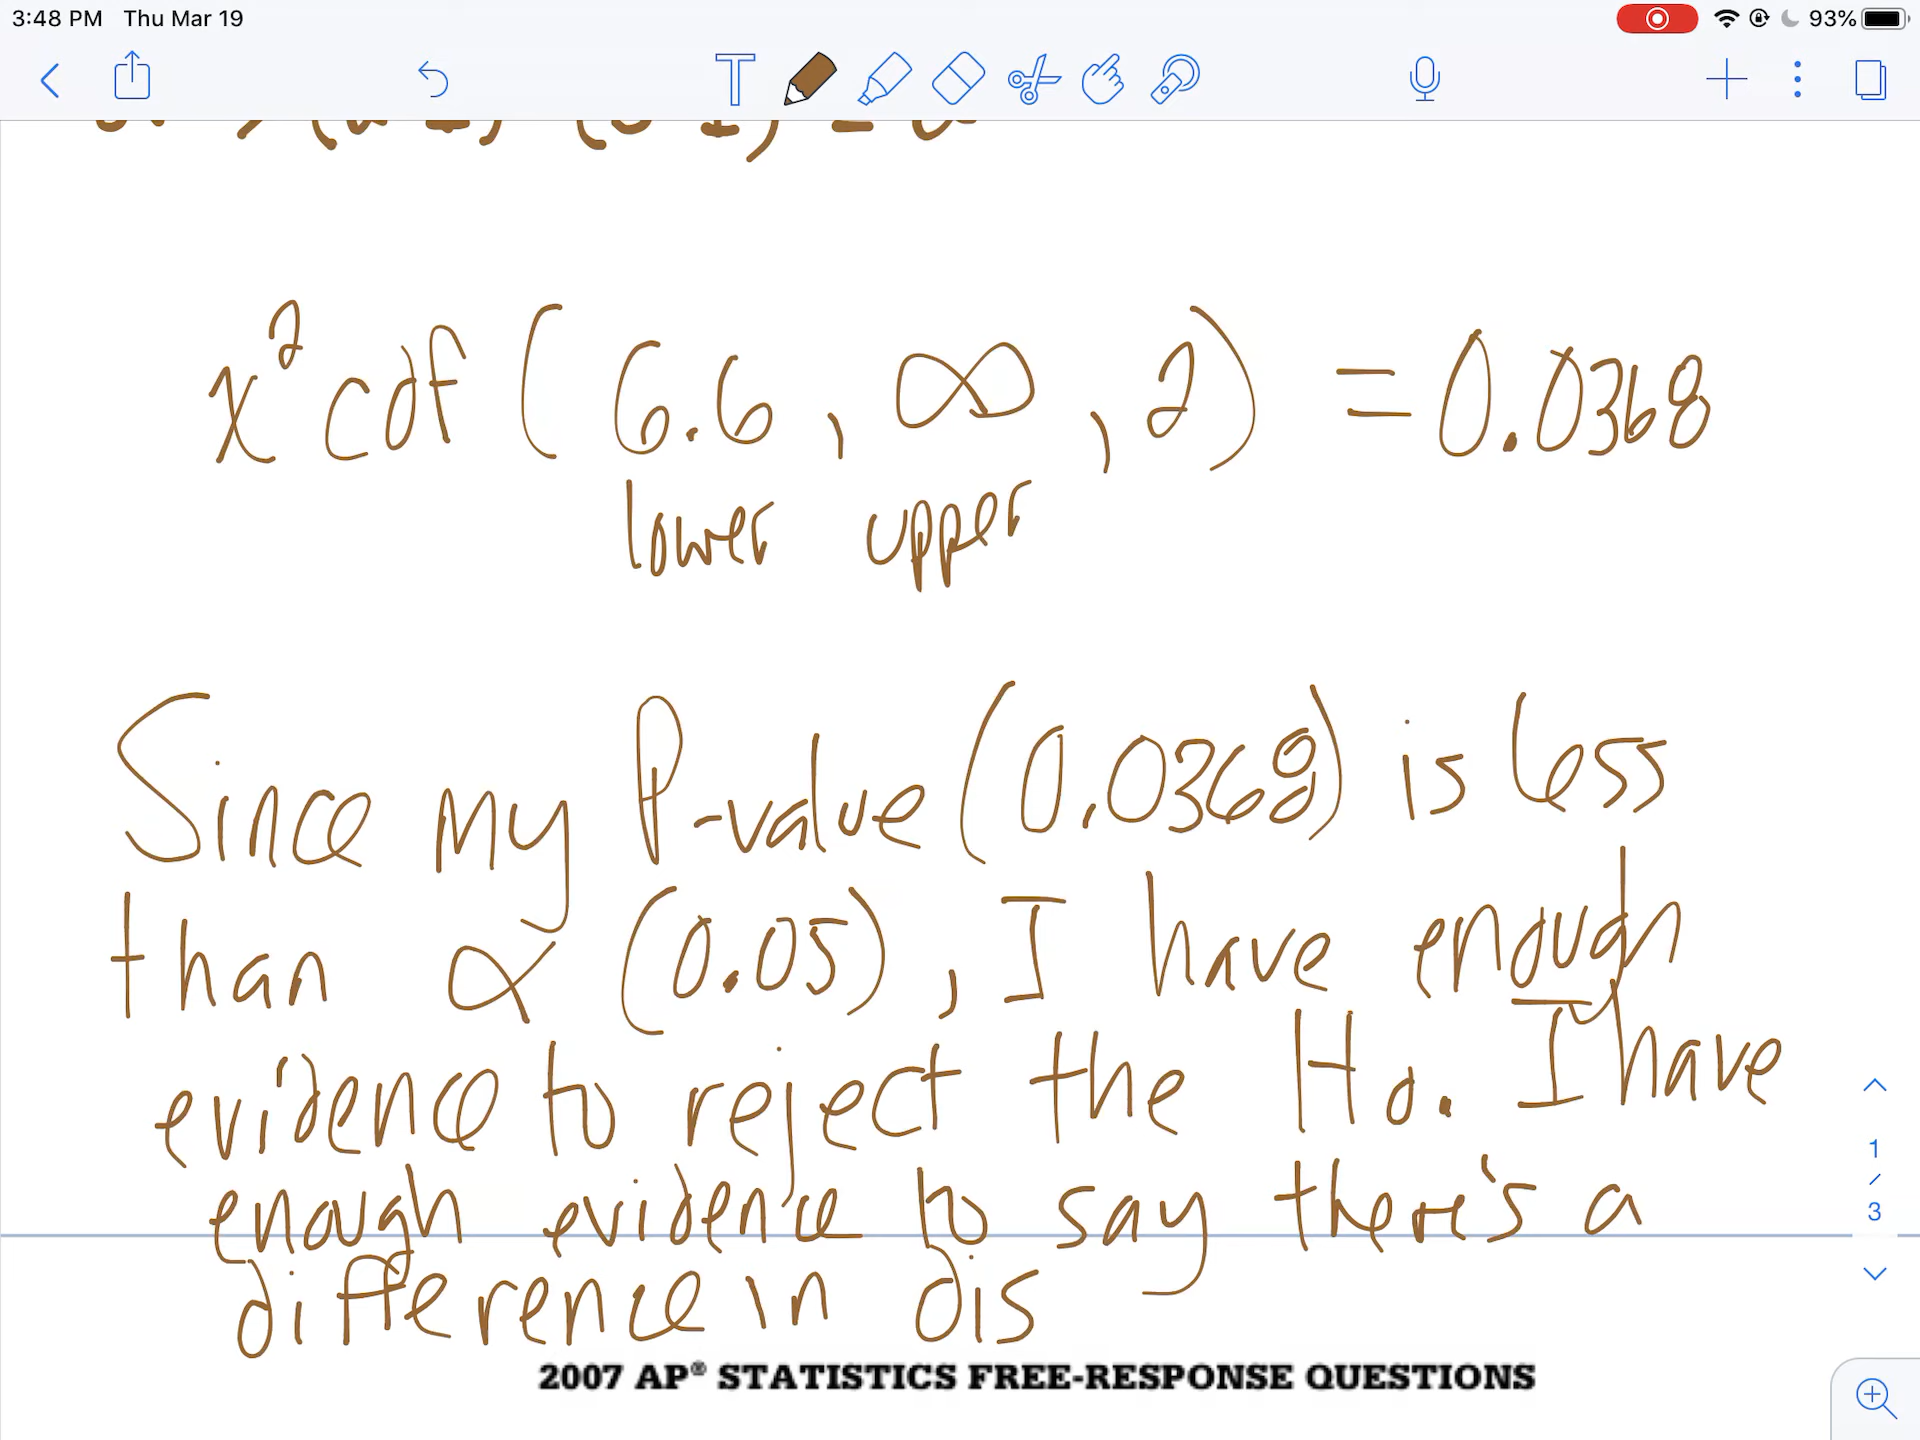 3:48 PM Thu Mar 19
93%
T
x²cdf ( 6.6 , ∞ , 2 ) = 0.0368
lower upper
Since my P-value (0.0368) is less
than α (0.05), I have enough
evidence to reject the Ho. I have
enough evidence to say there's a
difference in dis
1
/
3
2007 AP® STATISTICS FREE-RESPONSE QUESTIONS